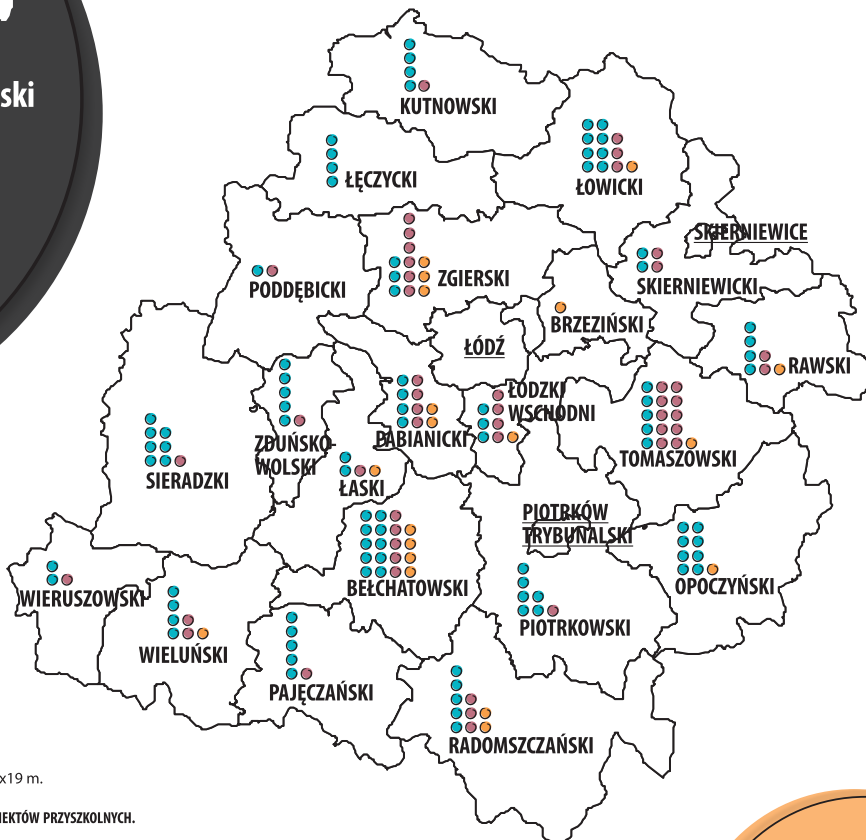 ski
KUTNOWSKI
ŁĘCZYCKI
ŁOWICKI
SKIERNIEWICE
PODDĘBICKI
ZGIERSKI
SKIERNIEWICKI
BRZEZIŃSKI
ŁÓDŹ
RAWSKI
ŁÓDZKI
WSCHODNI
PABIANICKI
ZDUŃSKO-
WOLSKI
TOMASZOWSKI
SIERADZKI
ŁASKI
PIOTRKÓW
TRYBUNALSKI
BEŁCHATOWSKI
OPOCZYŃSKI
WIERUSZOWSKI
PIOTRKOWSKI
WIELUŃSKI
PAJĘCZAŃSKI
RADOMSZCZAŃSKI
x19 m.
IEKTÓW PRZYSZKOLNYCH.